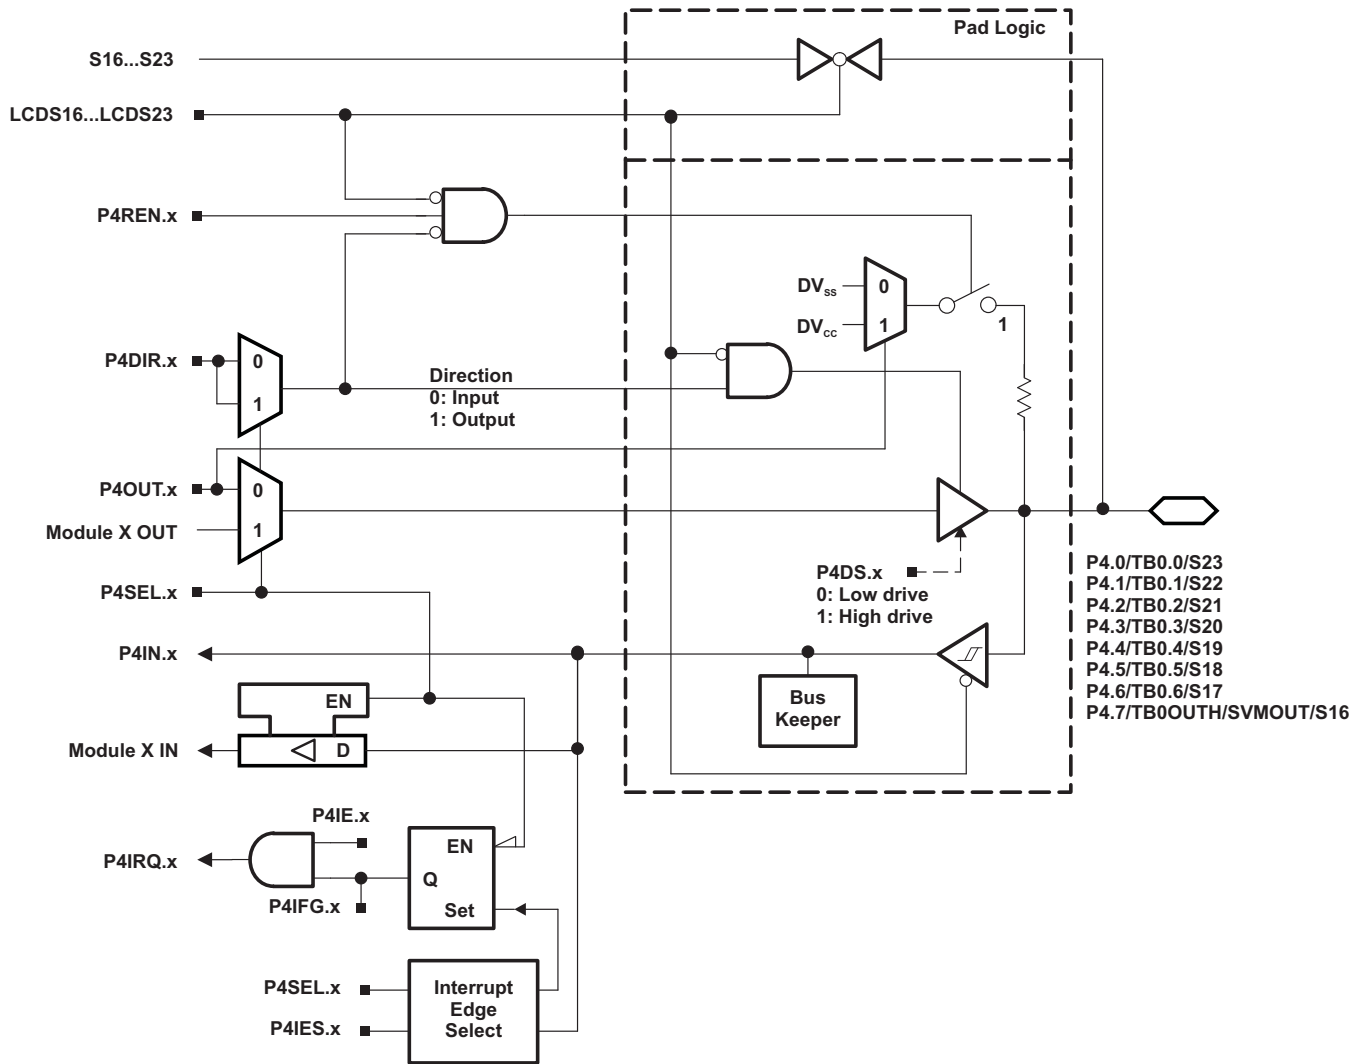 Pad Logic
S16...S23
LCDS16...LCDS23
P4REN.x
DVSS
0
DVCC
1
1
P4DIR.x
0
1
Direction
0: Input
1: Output
P4OUT.x
0
Module X OUT
1
P4DS.x
0: Low drive
1: High drive
P4SEL.x
P4.0/TB0.0/S23
P4.1/TB0.1/S22
P4.2/TB0.2/S21
P4.3/TB0.3/S20
P4.4/TB0.4/S19
P4.5/TB0.5/S18
P4.6/TB0.6/S17
P4.7/TB0OUTH/SVMOUT/S16
P4IN.x
Bus
Keeper
EN
Module X IN
D
P4IE.x
P4IRQ.x
EN
Q
Set
P4IFG.x
P4SEL.x
P4IES.x
Interrupt
Edge
Select